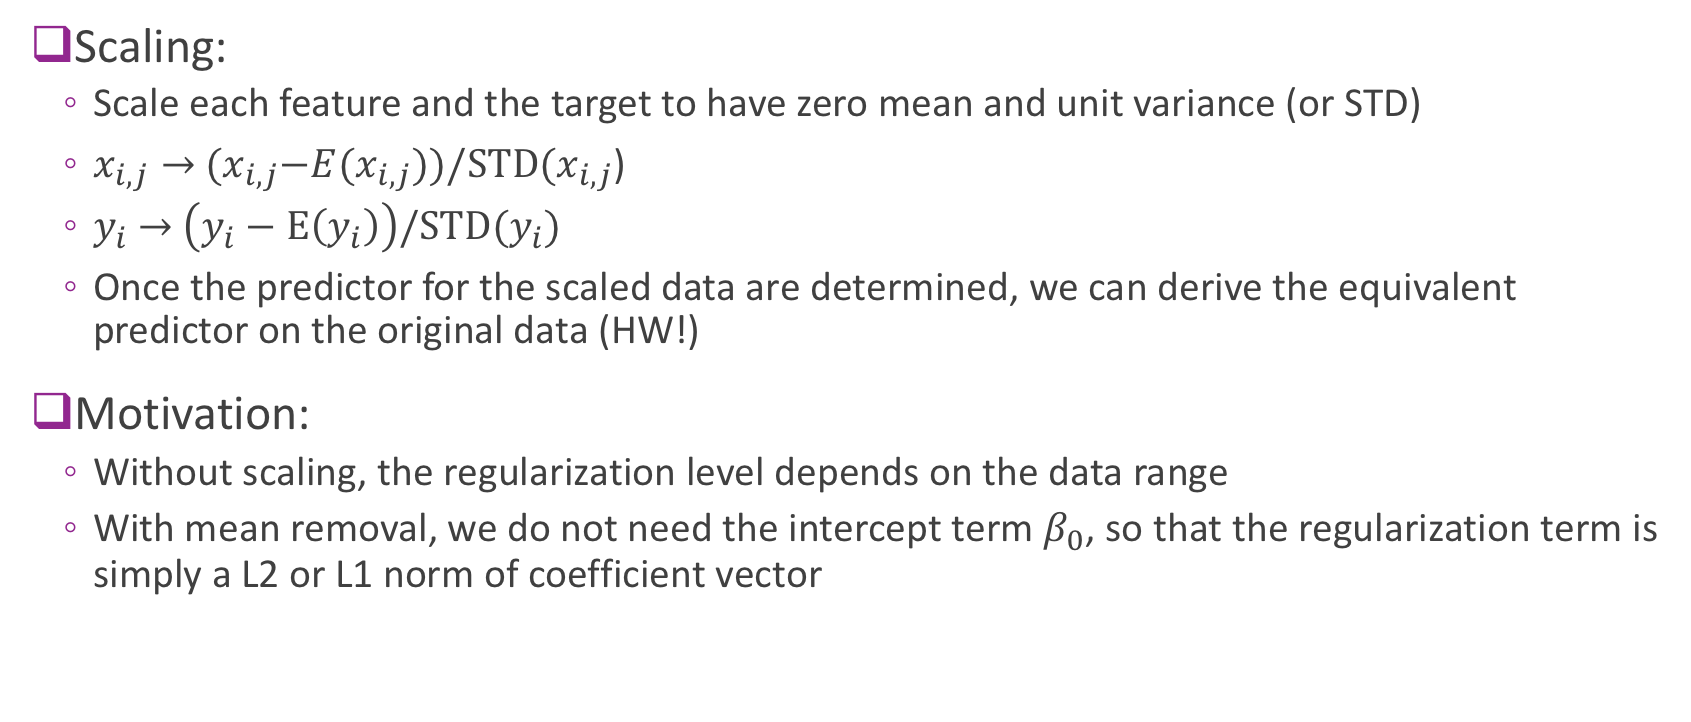 ❑Scaling:
◦ Scale each feature and the target to have zero mean and unit variance (or STD)
◦ x_{i,j} → (x_{i,j}−E(x_{i,j}))/STD(x_{i,j})
◦ y_i → (y_i − E(y_i))/STD(y_i)
◦ Once the predictor for the scaled data are determined, we can derive the equivalent
predictor on the original data (HW!)
❑Motivation:
◦ Without scaling, the regularization level depends on the data range
◦ With mean removal, we do not need the intercept term β_0, so that the regularization term is
simply a L2 or L1 norm of coefficient vector